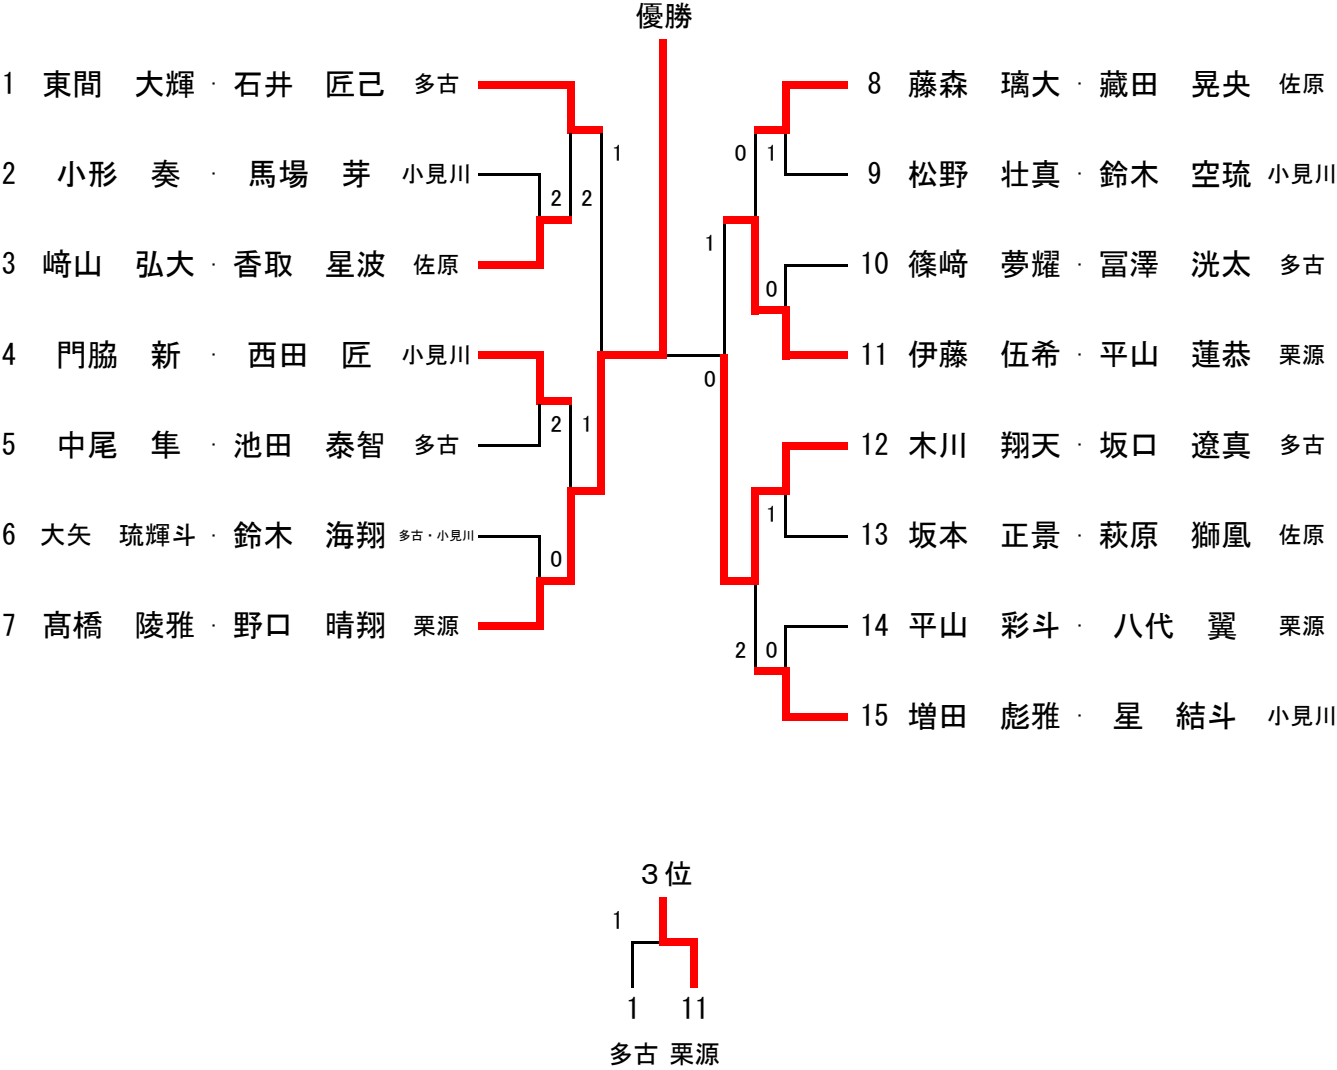 優勝
1 東間 大輝 · 石井 匠己 多古
8 藤森 璃大 · 藏田 晃央 佐原
1
0 1
2 小形 奏 · 馬場 芽 小見川
9 松野 壮真 · 鈴木 空琉 小見川
2 2
1
3 﨑山 弘大 · 香取 星波 佐原
10 篠﨑 夢耀 · 冨澤 洸太 多古
0
4 門脇 新 · 西田 匠 小見川
11 伊藤 伍希 · 平山 蓮恭 栗源
0
2 1
5 中尾 隼 · 池田 泰智 多古
12 木川 翔天 · 坂口 遼真 多古
1
6 大矢 琉輝斗 · 鈴木 海翔 多古・小見川
13 坂本 正景 · 萩原 獅凰 佐原
0
7 髙橋 陵雅 · 野口 晴翔 栗源
14 平山 彩斗 · 八代 翼 栗源
2 0
15 増田 彪雅 · 星 結斗 小見川
３位
1
1 11
多古 栗源